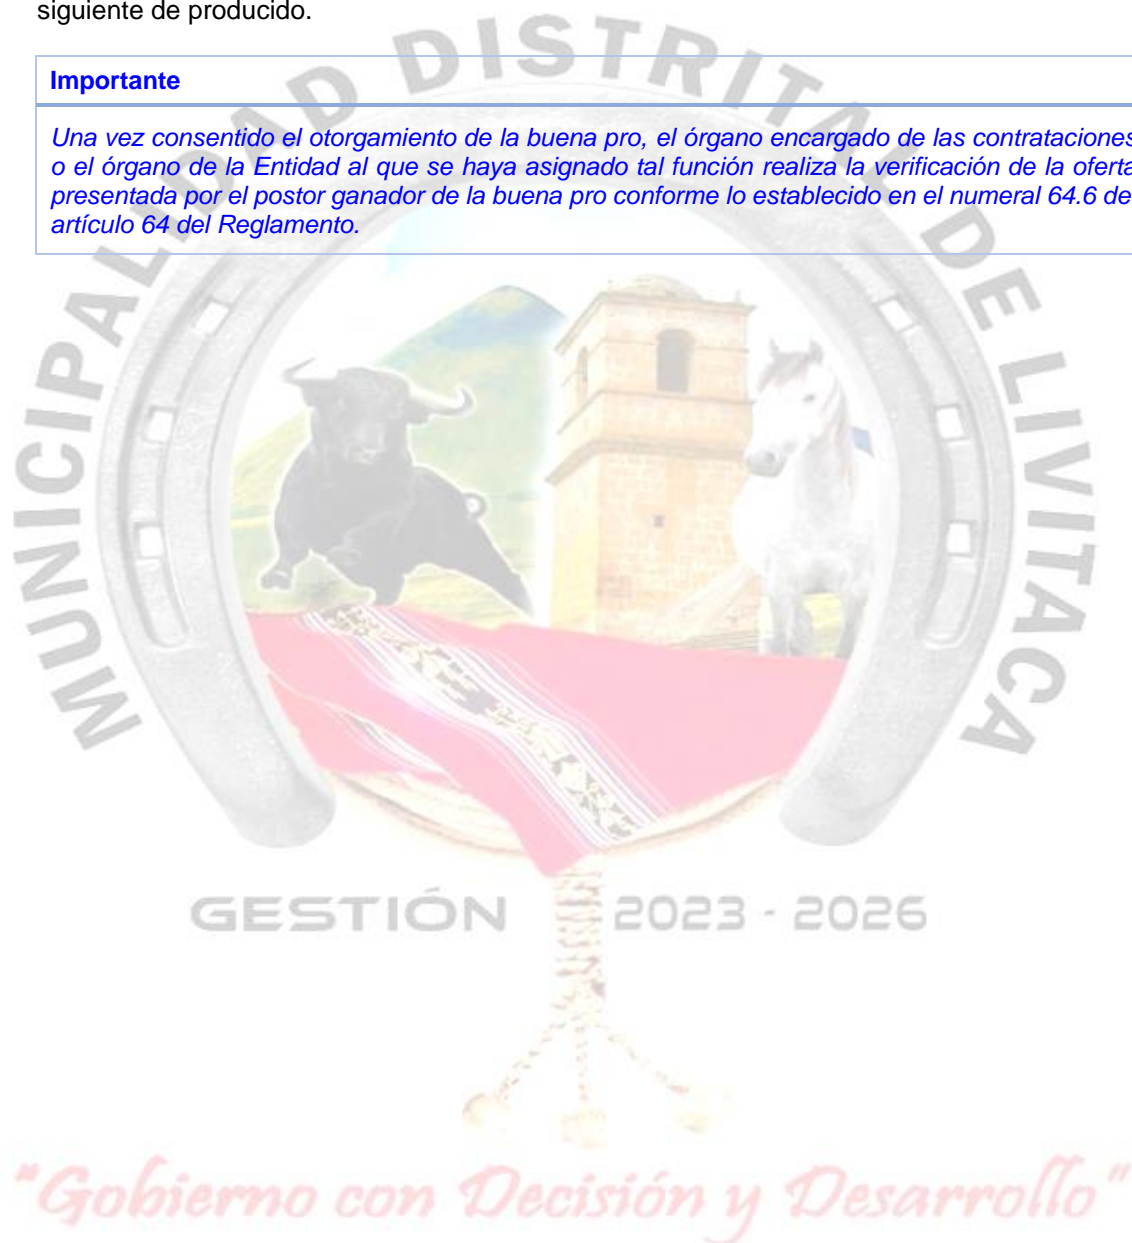 siguiente de producido.
Importante
Una vez consentido el otorgamiento de la buena pro, el órgano encargado de las contrataciones
o el órgano de la Entidad al que se haya asignado tal función realiza la verificación de la oferta
presentada por el postor ganador de la buena pro conforme lo establecido en el numeral 64.6 de
artículo 64 del Reglamento.
MUNICIPALIDAD DISTRITAL DE LIVITACA
GESTIÓN 2023 - 2026
"Gobierno con Decisión y Desarrollo"